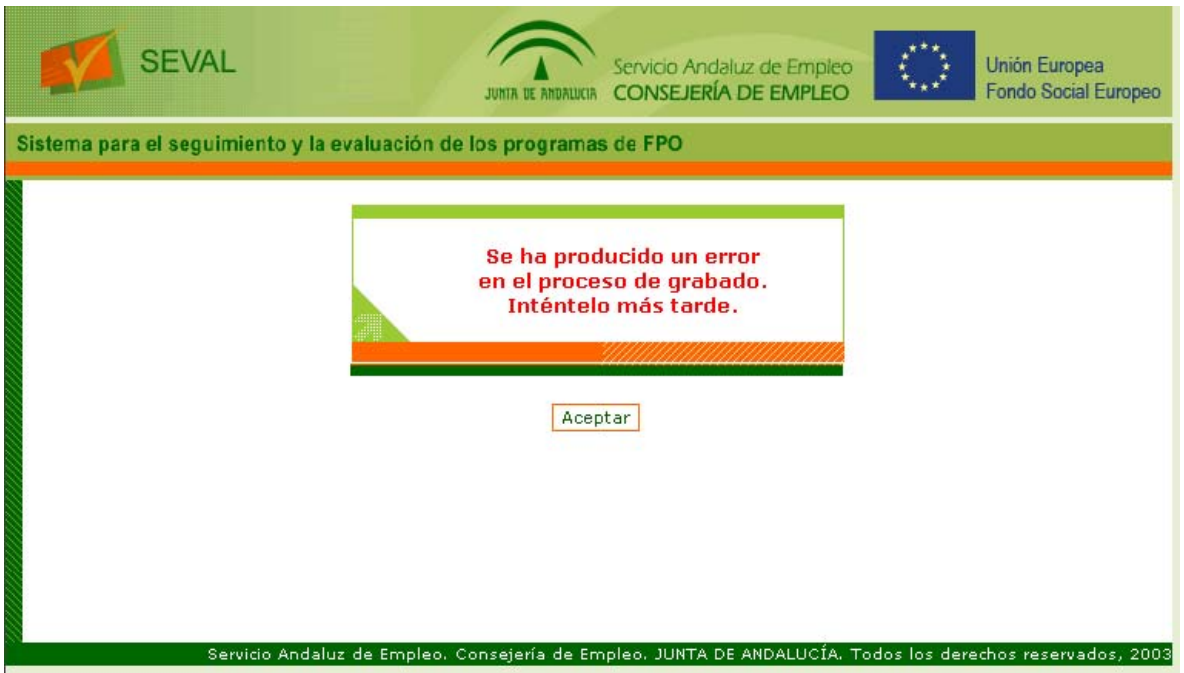 SEVAL
JUNTA DE ANDALUCIA
Servicio Andaluz de Empleo
CONSEJERÍA DE EMPLEO
Unión Europea
Fondo Social Europeo
Sistema para el seguimiento y la evaluación de los programas de FPO
Se ha producido un error
en el proceso de grabado.
Inténtelo más tarde.
Aceptar
Servicio Andaluz de Empleo. Consejería de Empleo. JUNTA DE ANDALUCÍA. Todos los derechos reservados, 2003